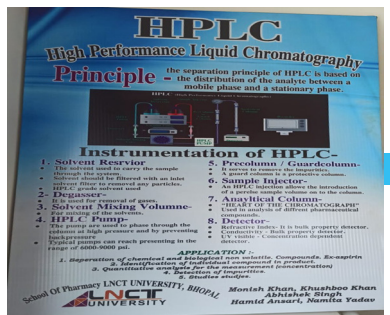 HPLC
High Performance Liquid Chromatography
Principle - the separation principle of HPLC is based on
the distribution of the analyte between a
mobile phase and a stationary phase.
HPLC (High Performance Liquid Chromatography)
HPLC
PUMP
Instrumentation of HPLC-
1. Solvent Resrvior
The solvent used to carry the sample
through the system.
Solvent should be filtered with an inlet
solvent filter to remove any particles.
HPLC grade solvent used
2. Degasser-
It is used for removal of gases.
3. Solvent Mixing Volumne-
For mixing of the solvents.
4. HPLC Pump-
The pump are used to phase through the
column at high pressure and by preventing
backpressure
Typical pumps can reach presenting in the
range of 6000-9000 psi.
5. Precolumn / Guardcolumn-
It serves to remove the impurities.
A guard column is a protective column.
6. Sample Injector-
An HPLC injection allows the introduction
of a percise sample volume on to the column.
7. Anaylitical Column-
"HEART OF THE CHROMATOGRAPH"
Used in analysis of diffrent pharmaceutical
compounds.
8. Detector-
Refractive Index- It is bulk property detector.
Conductivity - Bulk property detector.
UV visible - Concentration dependent
detector.
APPLICATION
1. Seperation of chemical and biological non volatile. Compounds. Ex-aspirin
2. Identification of individual compound in product.
3. Quantitative analysis for the measurement (concentration)
4. Detection of Impurities.
5. Studies
School Of Pharmacy LNCT UNIVERSITY, BHOPAL
LNCT
UNIVERSITY
Monish Khan, Khushboo Khan
Abhishek Singh
Hamid Ansari, Namita Yadav